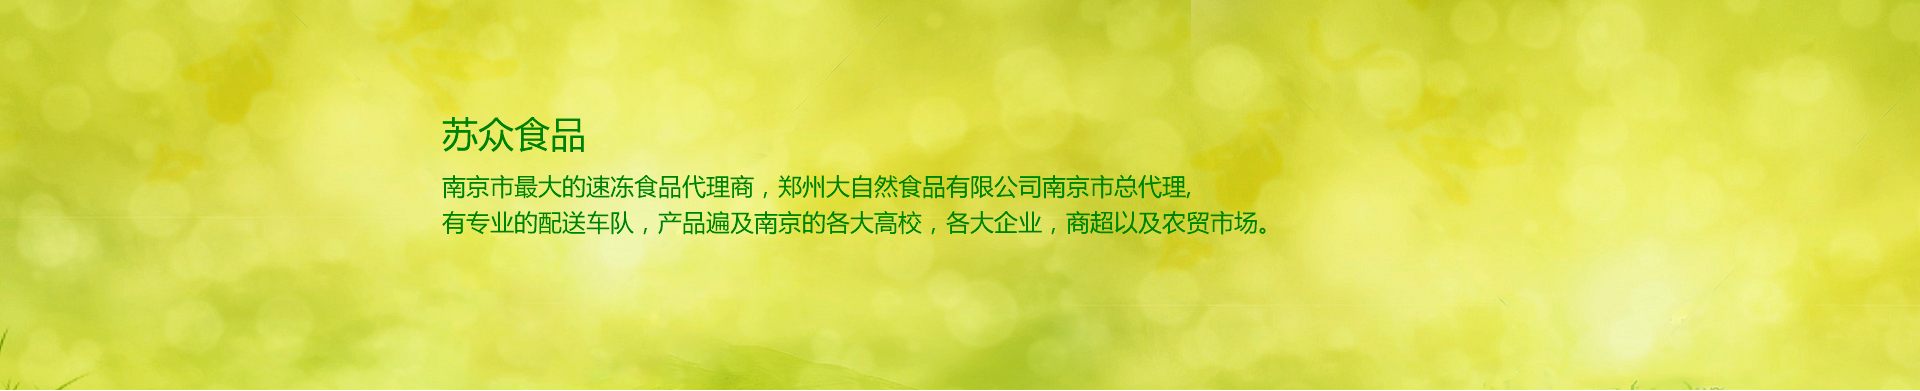 苏众食品
南京市最大的速冻食品代理商，郑州大自然食品有限公司南京市总代理,
有专业的配送车队，产品遍及南京的各大高校，各大企业，商超以及农贸市场。